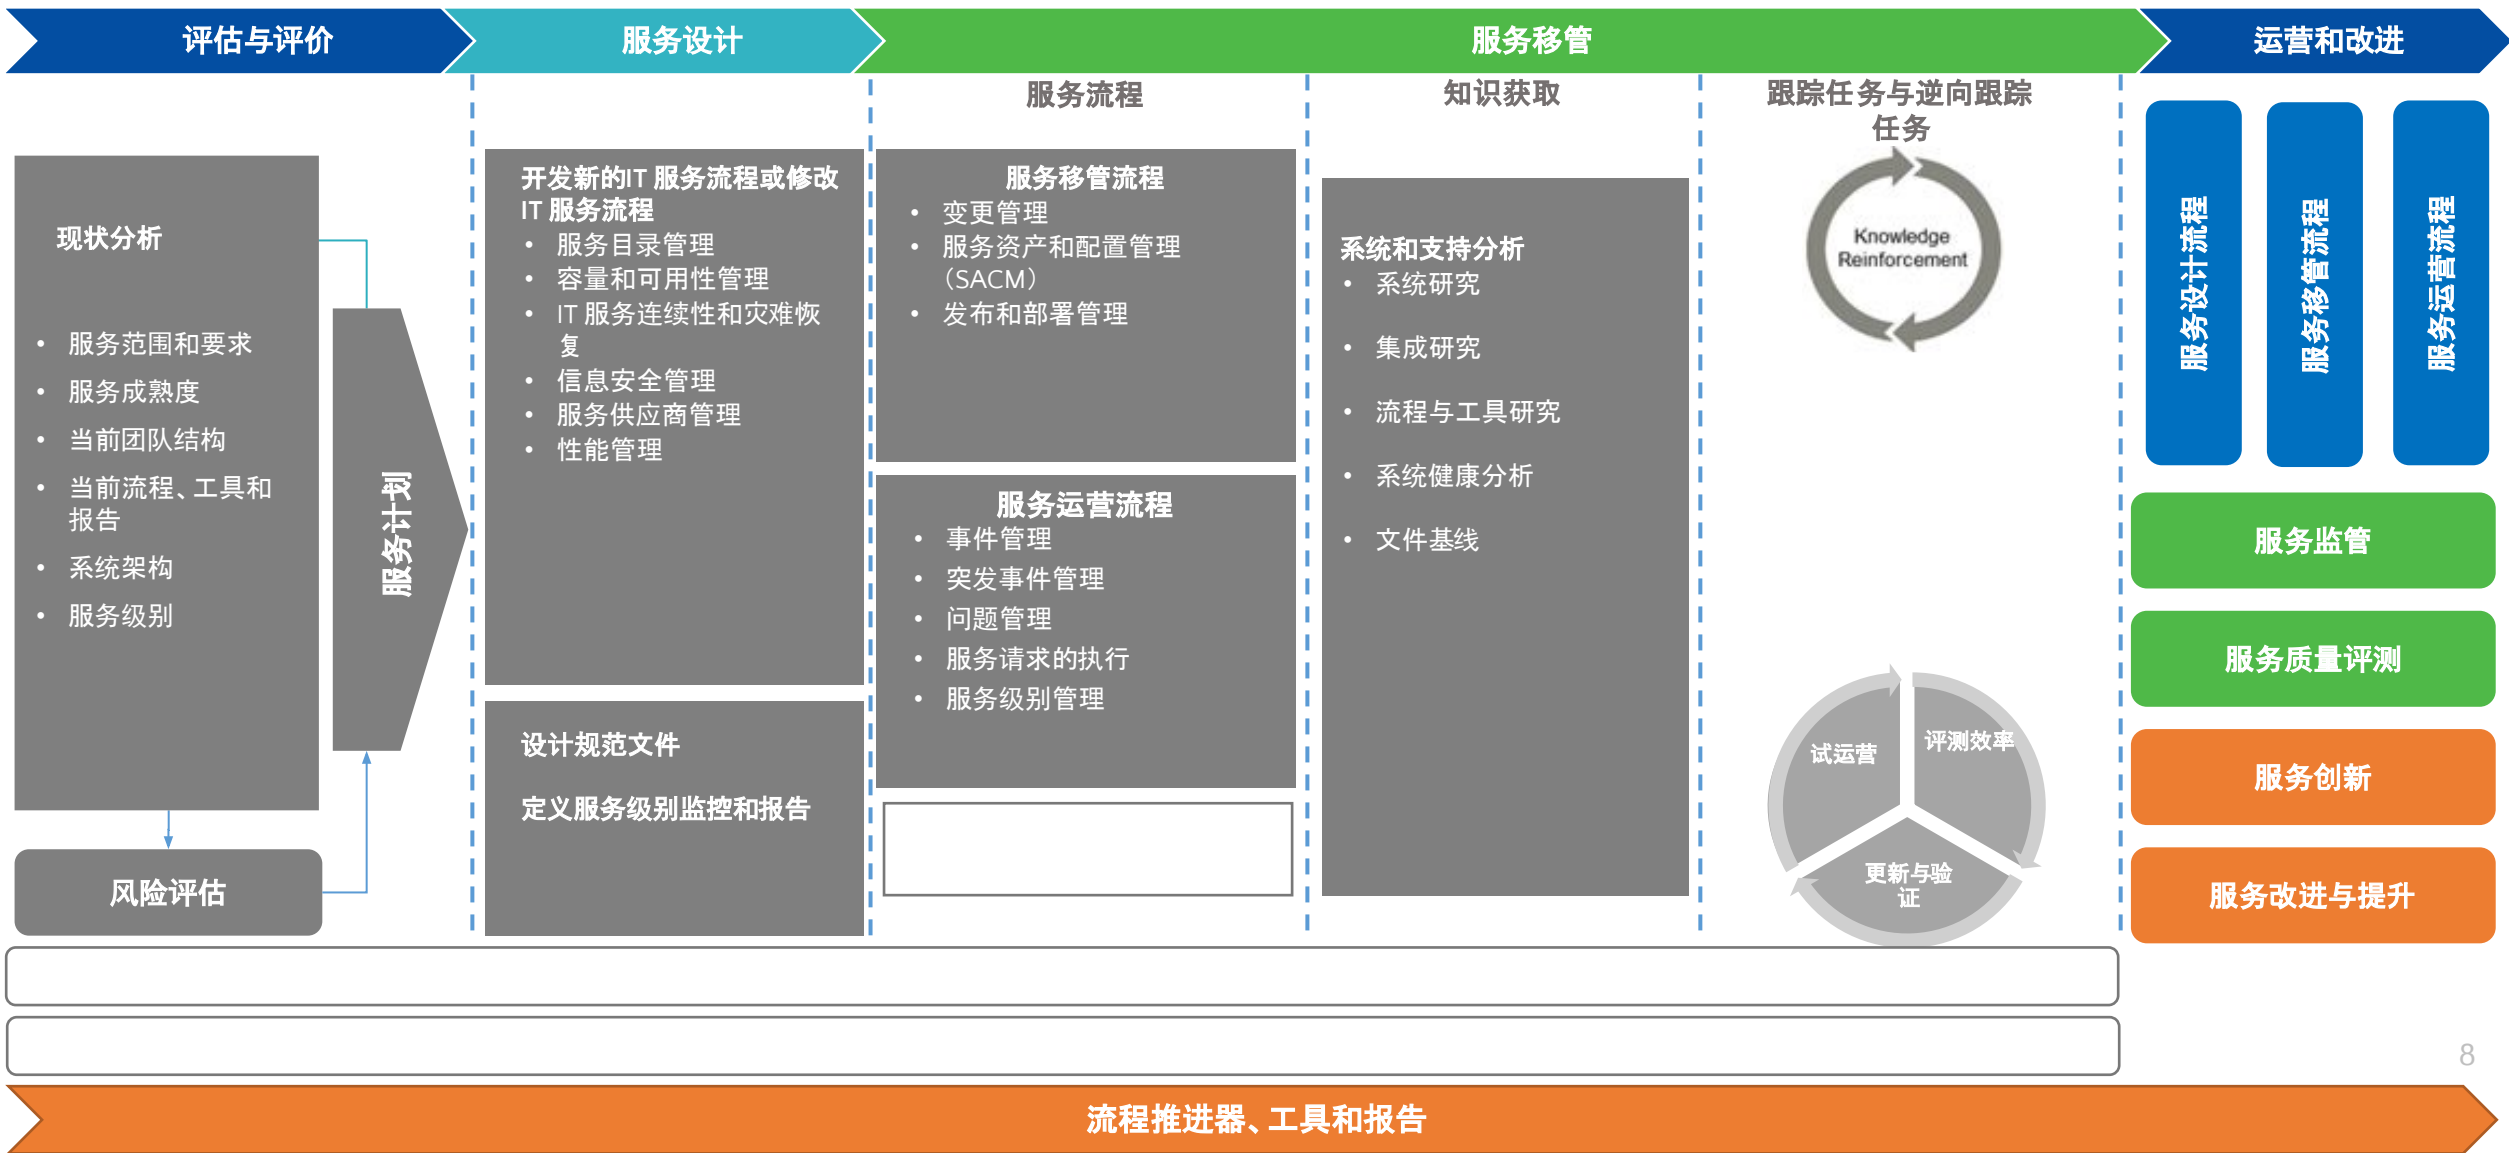 评估与评价
服务设计
服务移管
运营和改进
现状分析
• 服务范围和要求
• 服务成熟度
• 当前团队结构
• 当前流程、工具和
报告
• 系统架构
• 服务级别
风险评估
服务计划
开发新的IT 服务流程或修改
IT 服务流程
• 服务目录管理
• 容量和可用性管理
• IT 服务连续性和灾难恢
复
• 信息安全管理
• 服务供应商管理
• 性能管理
设计规范文件
定义服务级别监控和报告
服务流程
服务移管流程
• 变更管理
• 服务资产和配置管理
（SACM）
• 发布和部署管理
服务运营流程
• 事件管理
• 突发事件管理
• 问题管理
• 服务请求的执行
• 服务级别管理
知识获取
系统和支持分析
• 系统研究
• 集成研究
• 流程与工具研究
• 系统健康分析
• 文件基线
跟踪任务与逆向跟踪
任务
Knowledge
Reinforcement
试运营
评测效率
更新与验
证
服务设计流程
服务移管流程
服务运营流程
服务监管
服务质量评测
服务创新
服务改进与提升
8
流程推进器、工具和报告